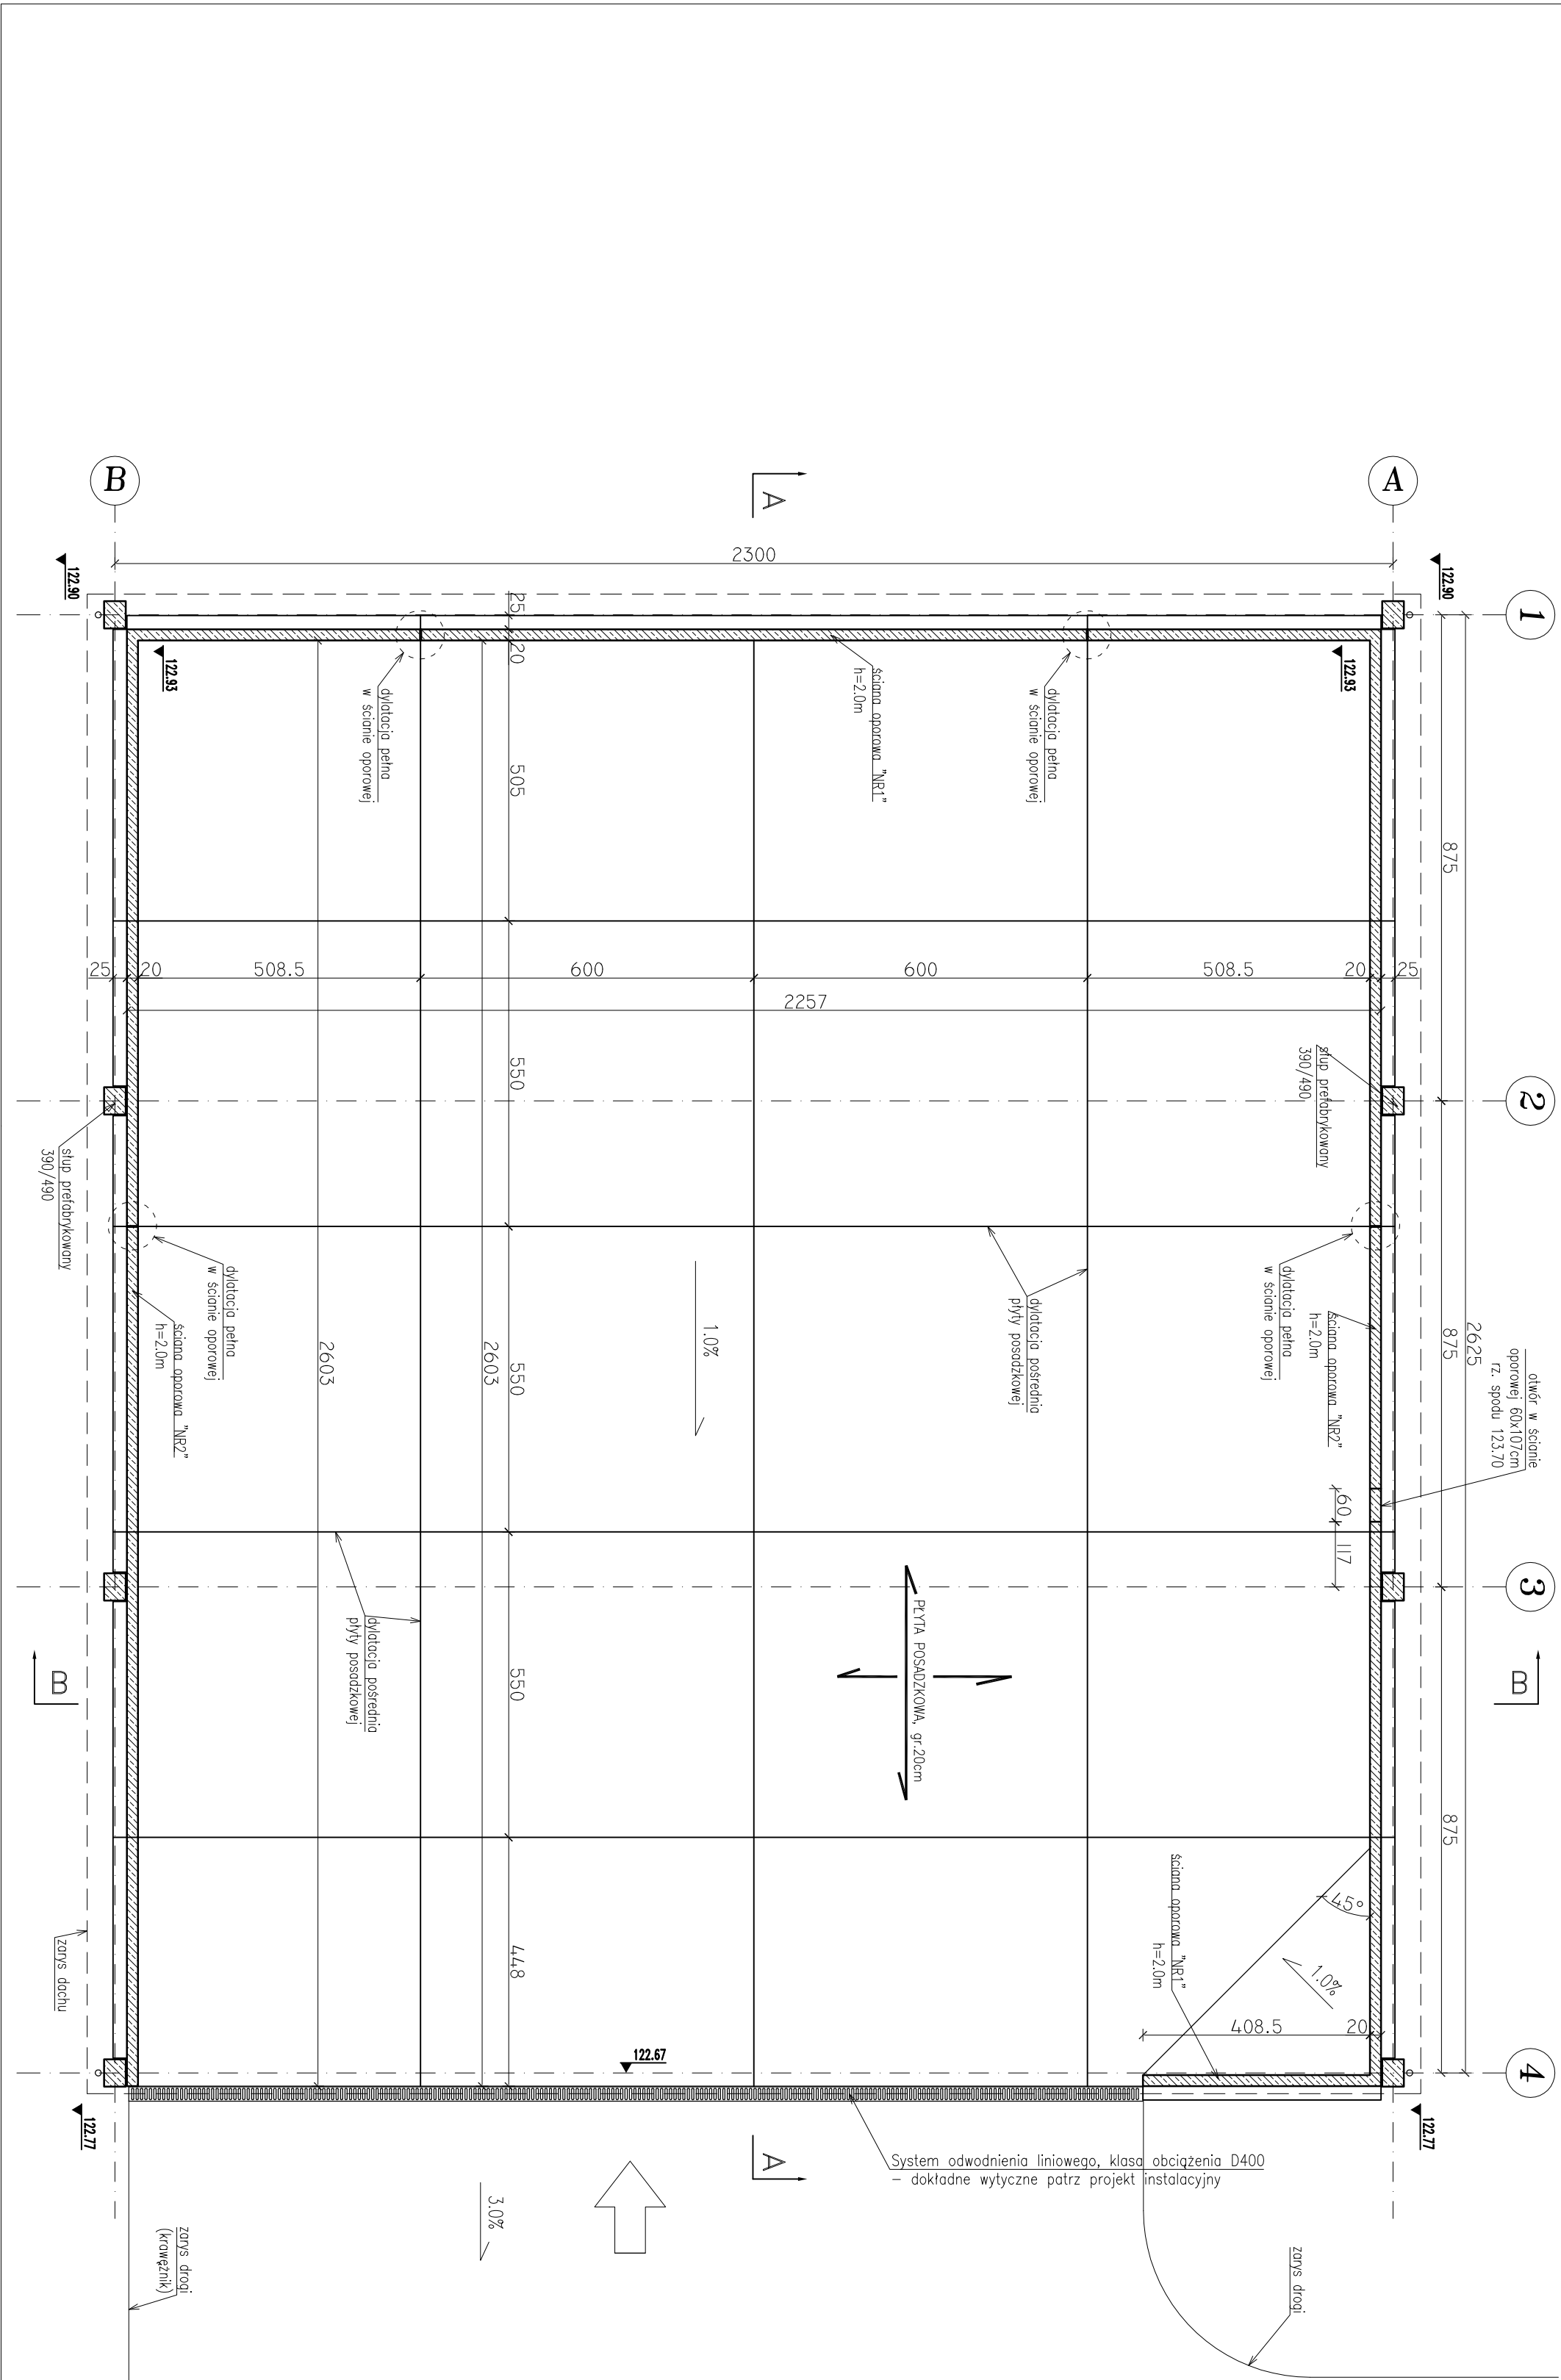 1
2
3
4
A
B
2625
875
875
875
2300
122.90
122.90
122.93
122.93
122.77
122.77
122.67
A
A
B
B
25
20
505
550
550
550
448
25
20
508.5
600
600
508.5
20
25
2257
2603
2603
60
117
408.5
20
45°
1.0%
1.0%
3.0%
otwór w ścianie
oporowej 60x107cm
rz. spodu 123.70
słup prefabrykowany
390/490
słup prefabrykowany
390/490
dylatacja pełna
w ścianie oporowej
dylatacja pełna
w ścianie oporowej
dylatacja pełna
w ścianie oporowej
dylatacja pełna
w ścianie oporowej
ściana oporowa "NR1"
h=2.0m
ściana oporowa "NR2"
h=2.0m
ściana oporowa "NR2"
h=2.0m
ściana oporowa "NR1"
h=2.0m
dylatacja pośrednia
płyty posadzkowej
dylatacja pośrednia
płyty posadzkowej
PŁYTA POSADZKOWA, gr.20cm
zarys dachu
System odwodnienia liniowego, klasa obciążenia D400
– dokładne wytyczne patrz projekt instalacyjny
zarys drogi
zarys drogi
(krawężnik)